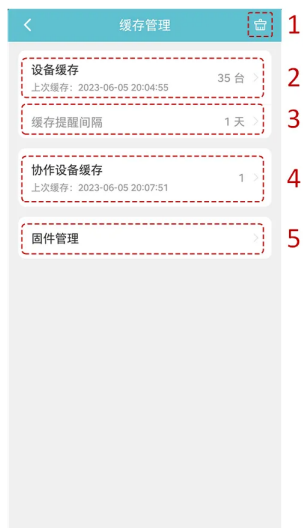 缓存管理
1
设备缓存
上次缓存：2023-06-05 20:04:55
35 台
2
缓存提醒间隔
1 天
3
协作设备缓存
上次缓存：2023-06-05 20:07:51
1
4
固件管理
5